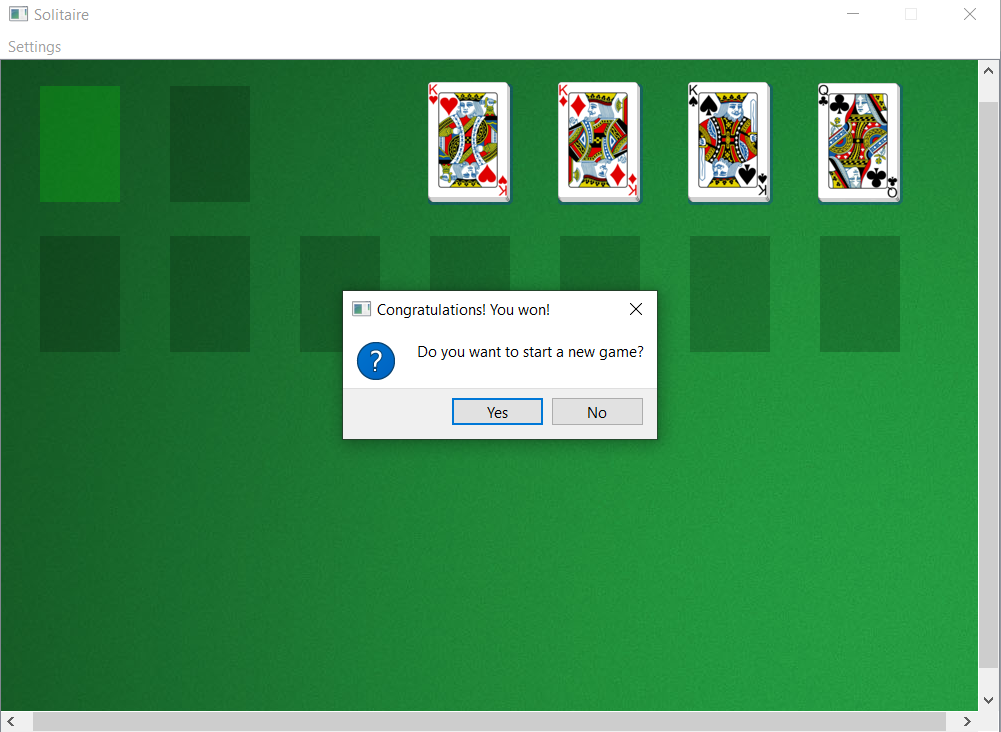 Solitaire
Settings
K K K Q
K K K Q
Congratulations! You won!
?
Do you want to start a new game?
Yes No